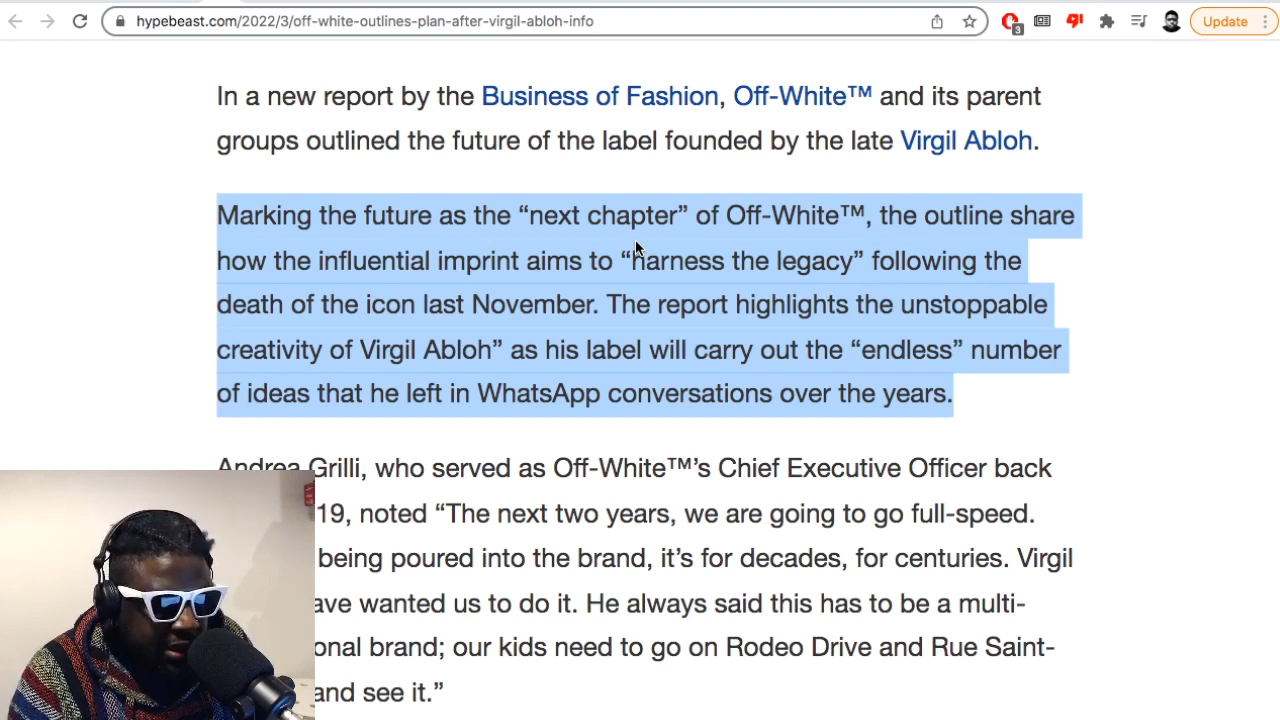 hypebeast.com/2022/3/off-white-outlines-plan-after-virgil-abloh-info
3
Update
In a new report by the Business of Fashion, Off-White™ and its parent
groups outlined the future of the label founded by the late Virgil Abloh.
Marking the future as the “next chapter” of Off-White™, the outline share
how the influential imprint aims to “harness the legacy” following the
death of the icon last November. The report highlights the unstoppable
creativity of Virgil Abloh” as his label will carry out the “endless” number
of ideas that he left in WhatsApp conversations over the years.
Andrea Grilli, who served as Off-White™’s Chief Executive Officer back
19, noted “The next two years, we are going to go full-speed.
being poured into the brand, it’s for decades, for centuries. Virgil
ave wanted us to do it. He always said this has to be a multi-
onal brand; our kids need to go on Rodeo Drive and Rue Saint-
and see it.”